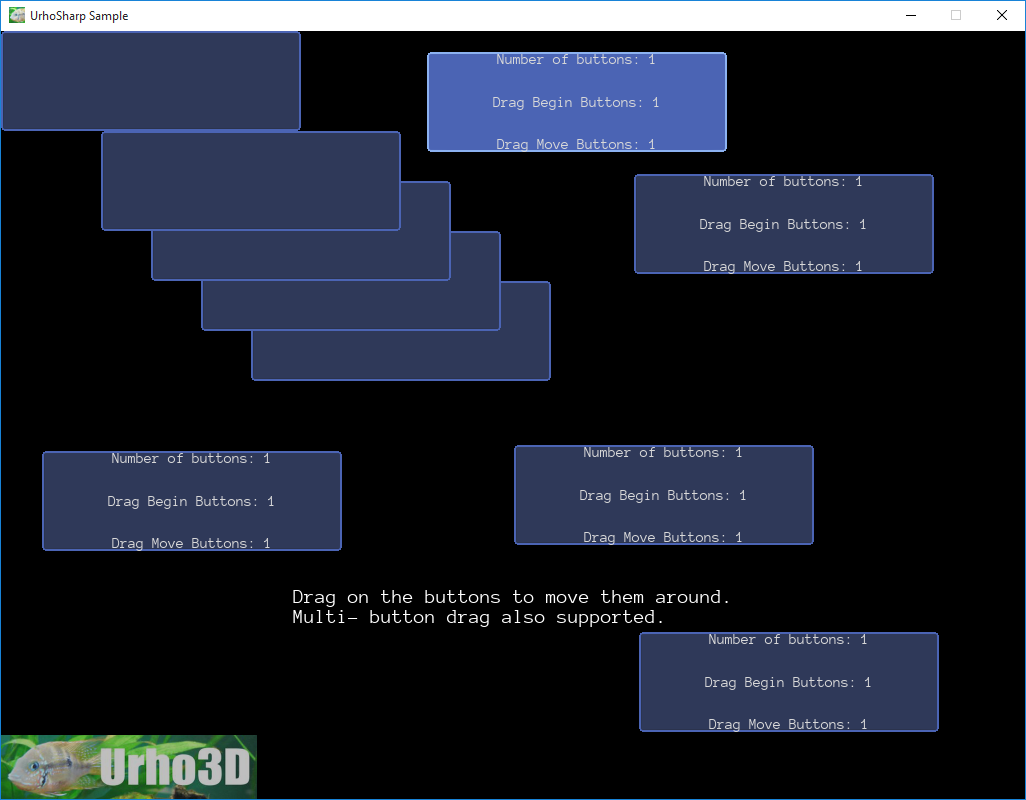 UrhoSharp Sample
Number of buttons: 1
Drag Begin Buttons: 1
Drag Move Buttons: 1
Number of buttons: 1
Drag Begin Buttons: 1
Drag Move Buttons: 1
Number of buttons: 1
Drag Begin Buttons: 1
Drag Move Buttons: 1
Number of buttons: 1
Drag Begin Buttons: 1
Drag Move Buttons: 1
Drag on the buttons to move them around.
Multi- button drag also supported.
Number of buttons: 1
Drag Begin Buttons: 1
Drag Move Buttons: 1
Urho3D